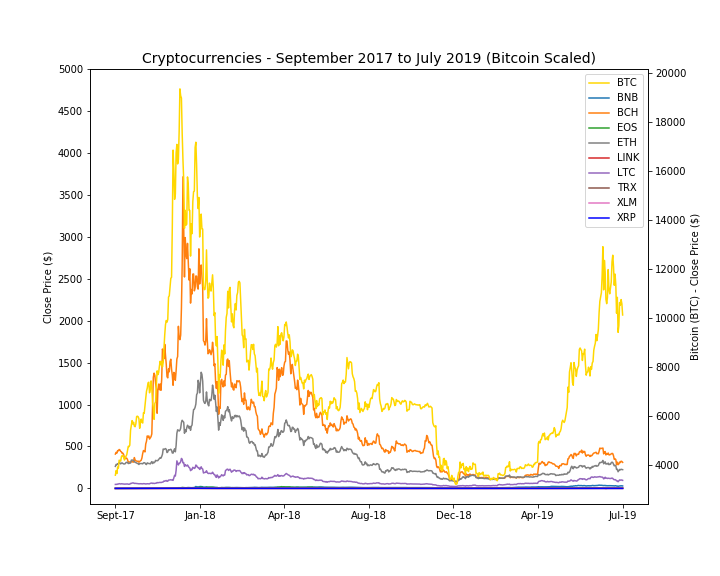 Cryptocurrencies - September 2017 to July 2019 (Bitcoin Scaled)
5000
4500
4000
3500
3000
2500
2000
1500
1000
500
0
Close Price ($)
20000
18000
16000
14000
12000
10000
8000
6000
4000
Bitcoin (BTC) - Close Price ($)
BTC
BNB
BCH
EOS
ETH
LINK
LTC
TRX
XLM
XRP
Sept-17 Jan-18 Apr-18 Aug-18 Dec-18 Apr-19 Jul-19